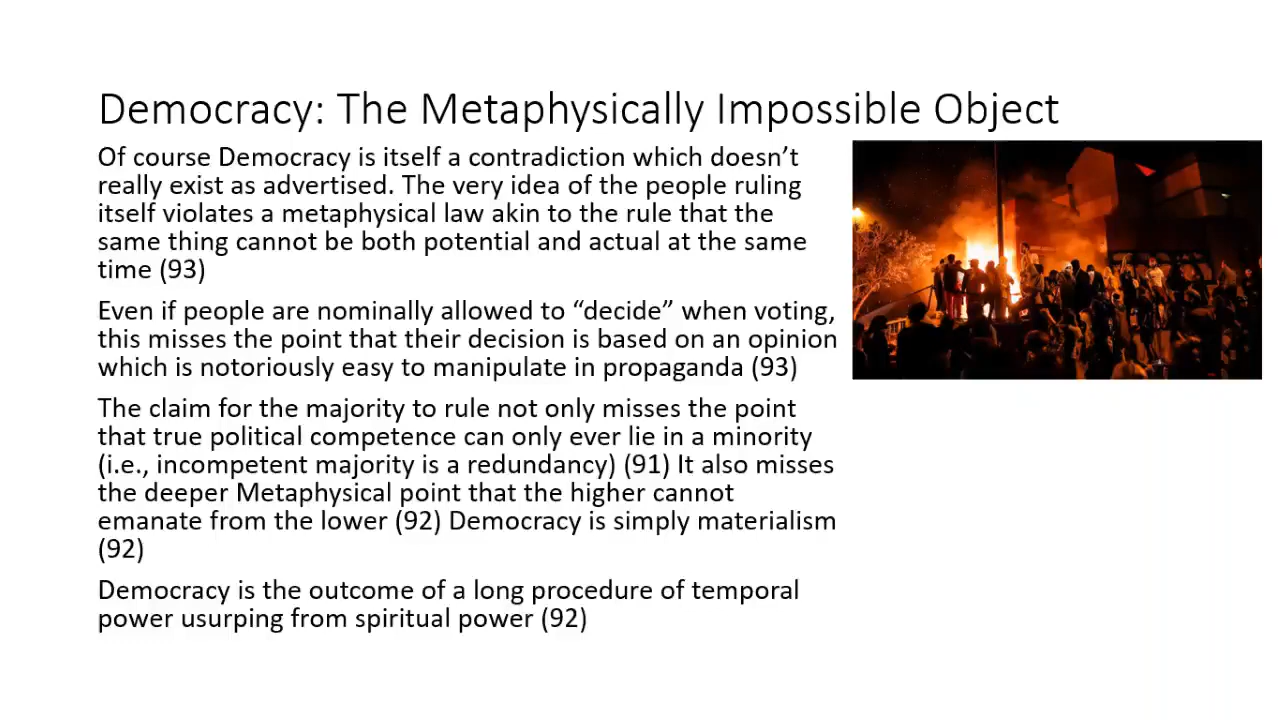 Democracy: The Metaphysically Impossible Object
Of course Democracy is itself a contradiction which doesn’t
really exist as advertised. The very idea of the people ruling
itself violates a metaphysical law akin to the rule that the
same thing cannot be both potential and actual at the same
time (93)
Even if people are nominally allowed to “decide” when voting,
this misses the point that their decision is based on an opinion
which is notoriously easy to manipulate in propaganda (93)
The claim for the majority to rule not only misses the point
that true political competence can only ever lie in a minority
(i.e., incompetent majority is a redundancy) (91) It also misses
the deeper Metaphysical point that the higher cannot
emanate from the lower (92) Democracy is simply materialism
(92)
Democracy is the outcome of a long procedure of temporal
power usurping from spiritual power (92)